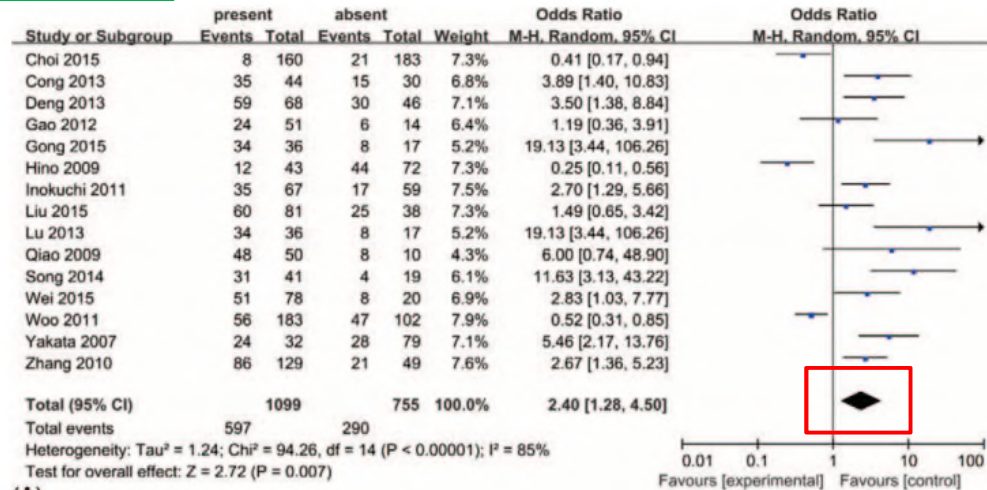 present absent Odds Ratio Odds Ratio
Study or Subgroup Events Total Events Total Weight M-H, Random, 95% CI M-H, Random, 95% CI
Choi 2015 8 160 21 183 7.3% 0.41 [0.17, 0.94]
Cong 2013 35 44 15 30 6.8% 3.89 [1.40, 10.83]
Deng 2013 59 68 30 46 7.1% 3.50 [1.38, 8.84]
Gao 2012 24 51 6 14 6.4% 1.19 [0.36, 3.91]
Gong 2015 34 36 8 17 5.2% 19.13 [3.44, 106.26]
Hino 2009 12 43 44 72 7.3% 0.25 [0.11, 0.56]
Inokuchi 2011 35 67 17 59 7.5% 2.70 [1.29, 5.66]
Liu 2015 60 81 25 38 7.3% 1.49 [0.65, 3.42]
Lu 2013 34 36 8 17 5.2% 19.13 [3.44, 106.26]
Qiao 2009 48 50 8 10 4.3% 6.00 [0.74, 48.90]
Song 2014 31 41 4 19 6.1% 11.63 [3.13, 43.22]
Wei 2015 51 78 8 20 6.9% 2.83 [1.03, 7.77]
Woo 2011 56 183 47 102 7.9% 0.52 [0.31, 0.85]
Yakata 2007 24 32 28 79 7.1% 5.46 [2.17, 13.76]
Zhang 2010 86 129 21 49 7.6% 2.67 [1.36, 5.23]
Total (95% CI) 1099 755 100.0% 2.40 [1.28, 4.50]
Total events 597 290
Heterogeneity: Tau² = 1.24; Chi² = 94.26, df = 14 (P < 0.00001); I² = 85%
Test for overall effect: Z = 2.72 (P = 0.007)
0.01 0.1 1 10 100
Favours [experimental] Favours [control]